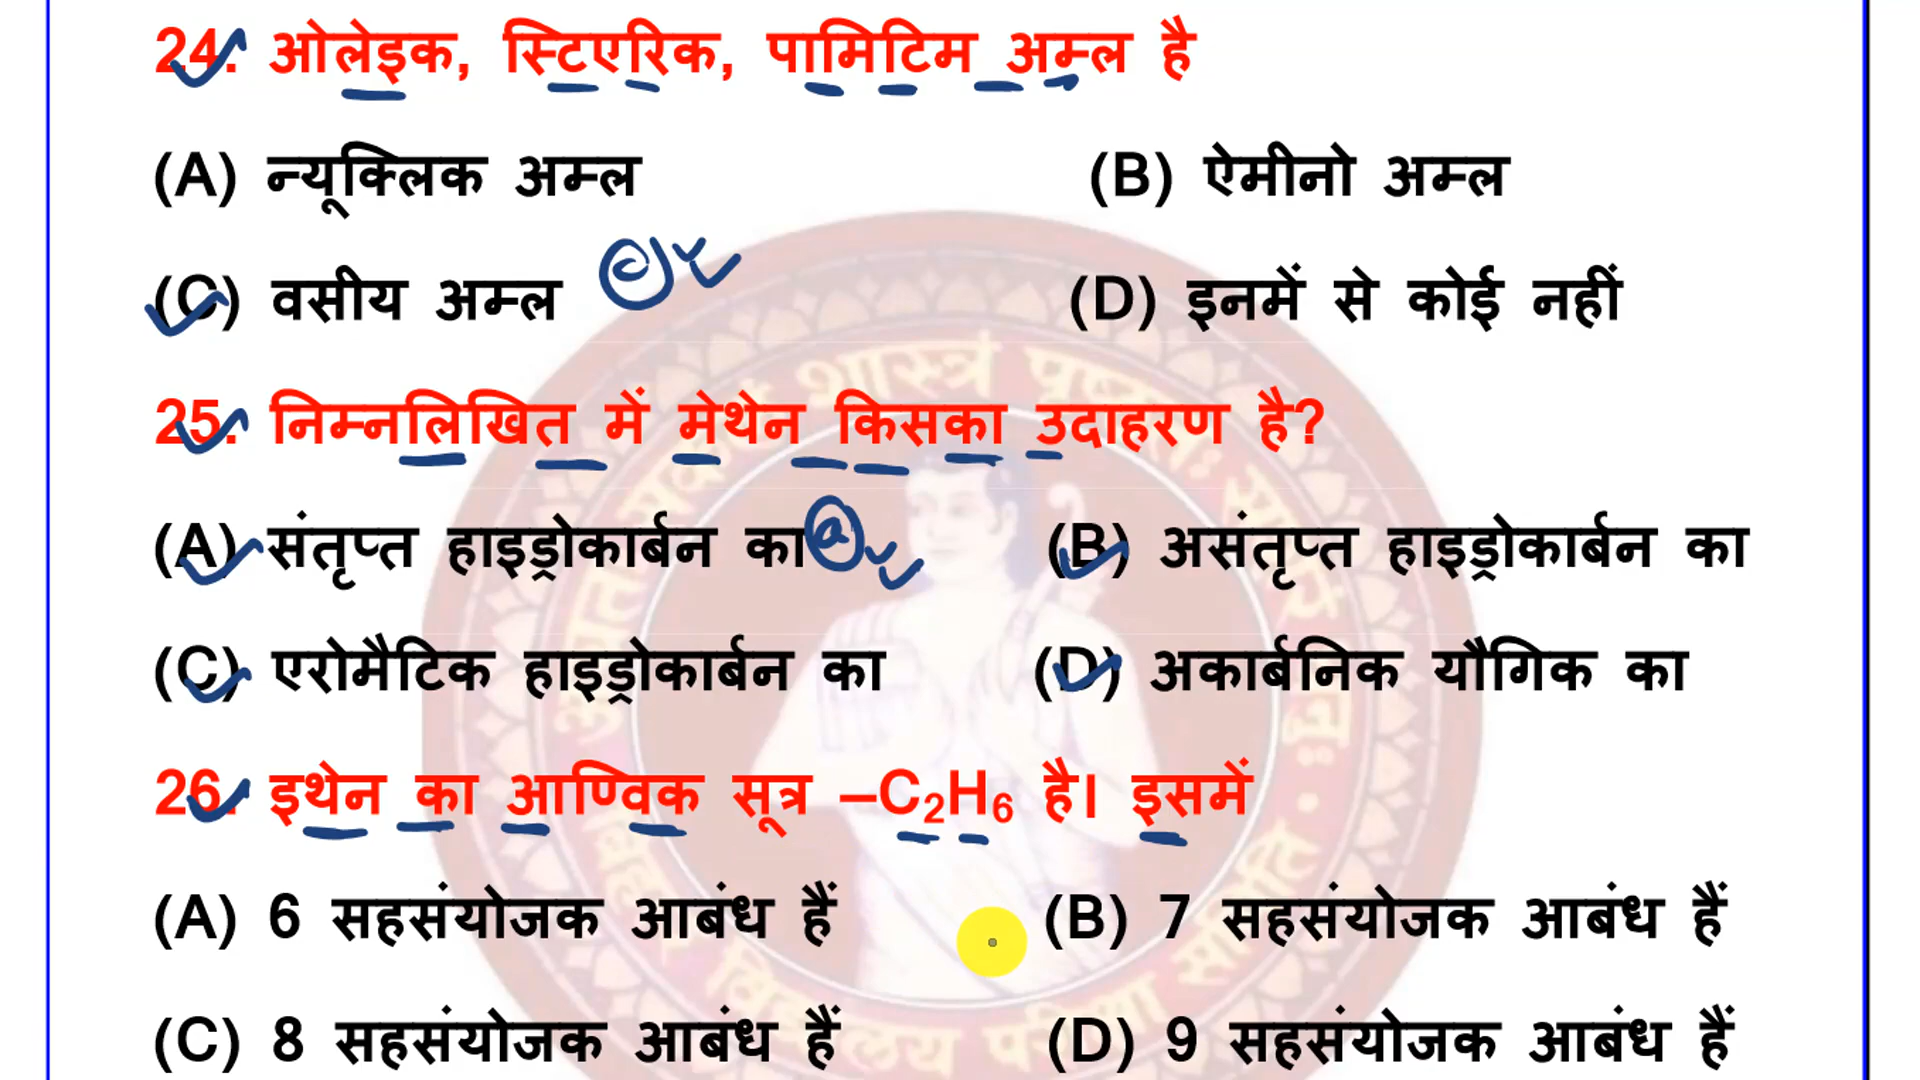 24. ओलेइक, स्टिएरिक, पामिटिम अम्ल है
(A) न्यूक्लिक अम्ल (B) ऐमीनो अम्ल
(C) वसीय अम्ल (D) इनमें से कोई नहीं
25. निम्नलिखित में मेथेन किसका उदाहरण है?
(A) संतृप्त हाइड्रोकार्बन का a (B) असंतृप्त हाइड्रोकार्बन का
(C) एरोमैटिक हाइड्रोकार्बन का (D) अकार्बनिक यौगिक का
26. इथेन का आण्विक सूत्र –C₂H₆ है। इसमें
(A) 6 सहसंयोजक आबंध हैं (B) 7 सहसंयोजक आबंध हैं
(C) 8 सहसंयोजक आबंध हैं (D) 9 सहसंयोजक आबंध हैं